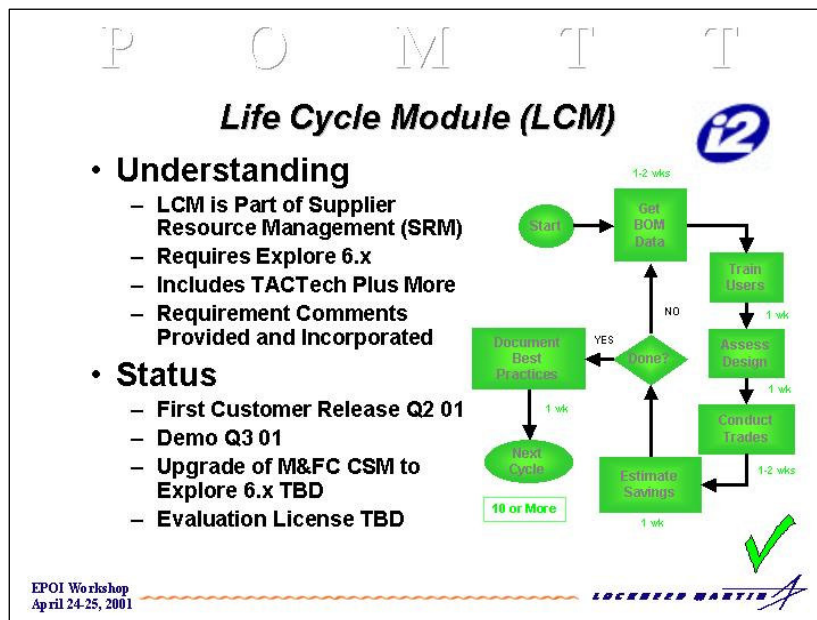 P O M T T
Life Cycle Module (LCM)
i2
• Understanding
– LCM is Part of Supplier
Resource Management (SRM)
– Requires Explore 6.x
– Includes TACTech Plus More
– Requirement Comments
Provided and Incorporated
• Status
– First Customer Release Q2 01
– Demo Q3 01
– Upgrade of M&FC CSM to
Explore 6.x TBD
– Evaluation License TBD
1-2 wks
Start
Get
BOM
Data
Train
Users
1 wk
NO
Document
Best
Practices
YES
Done?
Assess
Design
1 wk
1 wk
Conduct
Trades
Next
Cycle
Estimate
Savings
1-2 wks
10 or More
1 wk
EPOI Workshop
April 24-25, 2001
LOCKHEED MARTIN